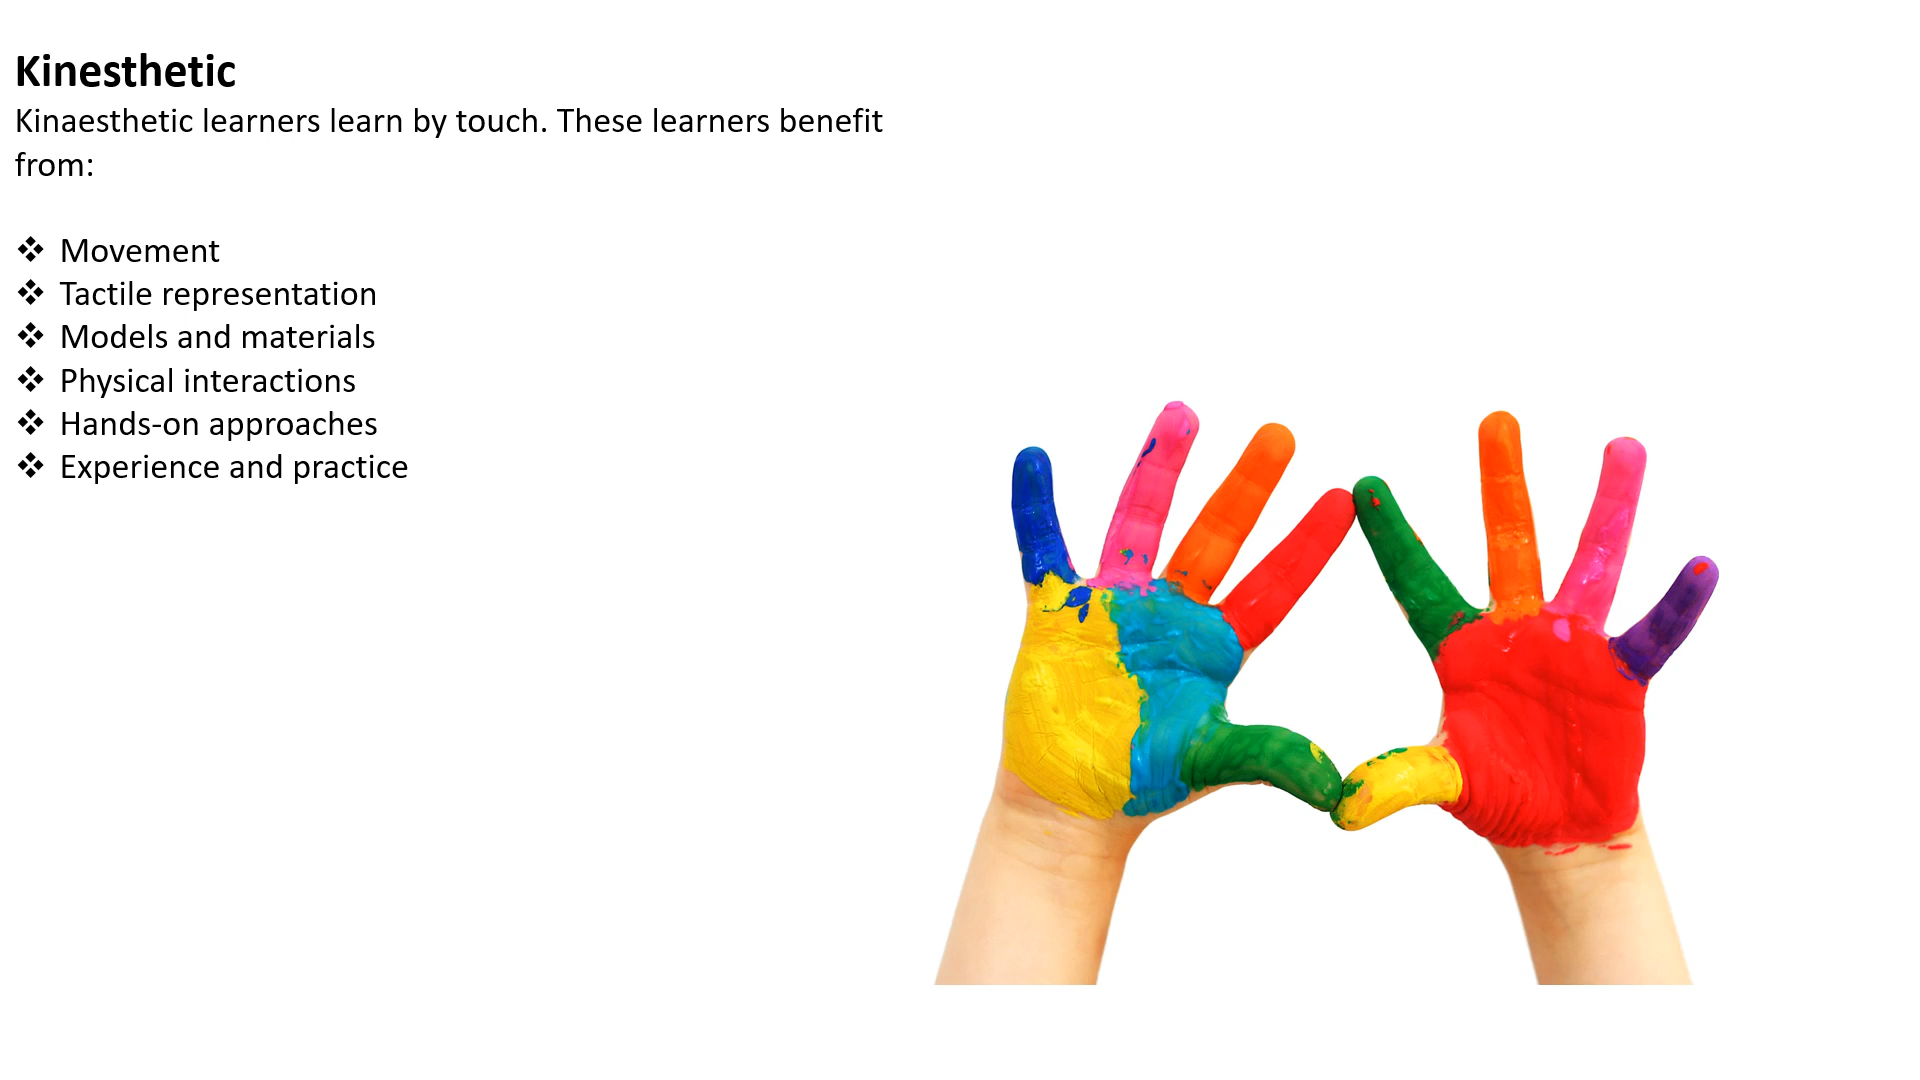 Kinesthetic
Kinaesthetic learners learn by touch. These learners benefit
from:
❖ Movement
❖ Tactile representation
❖ Models and materials
❖ Physical interactions
❖ Hands-on approaches
❖ Experience and practice